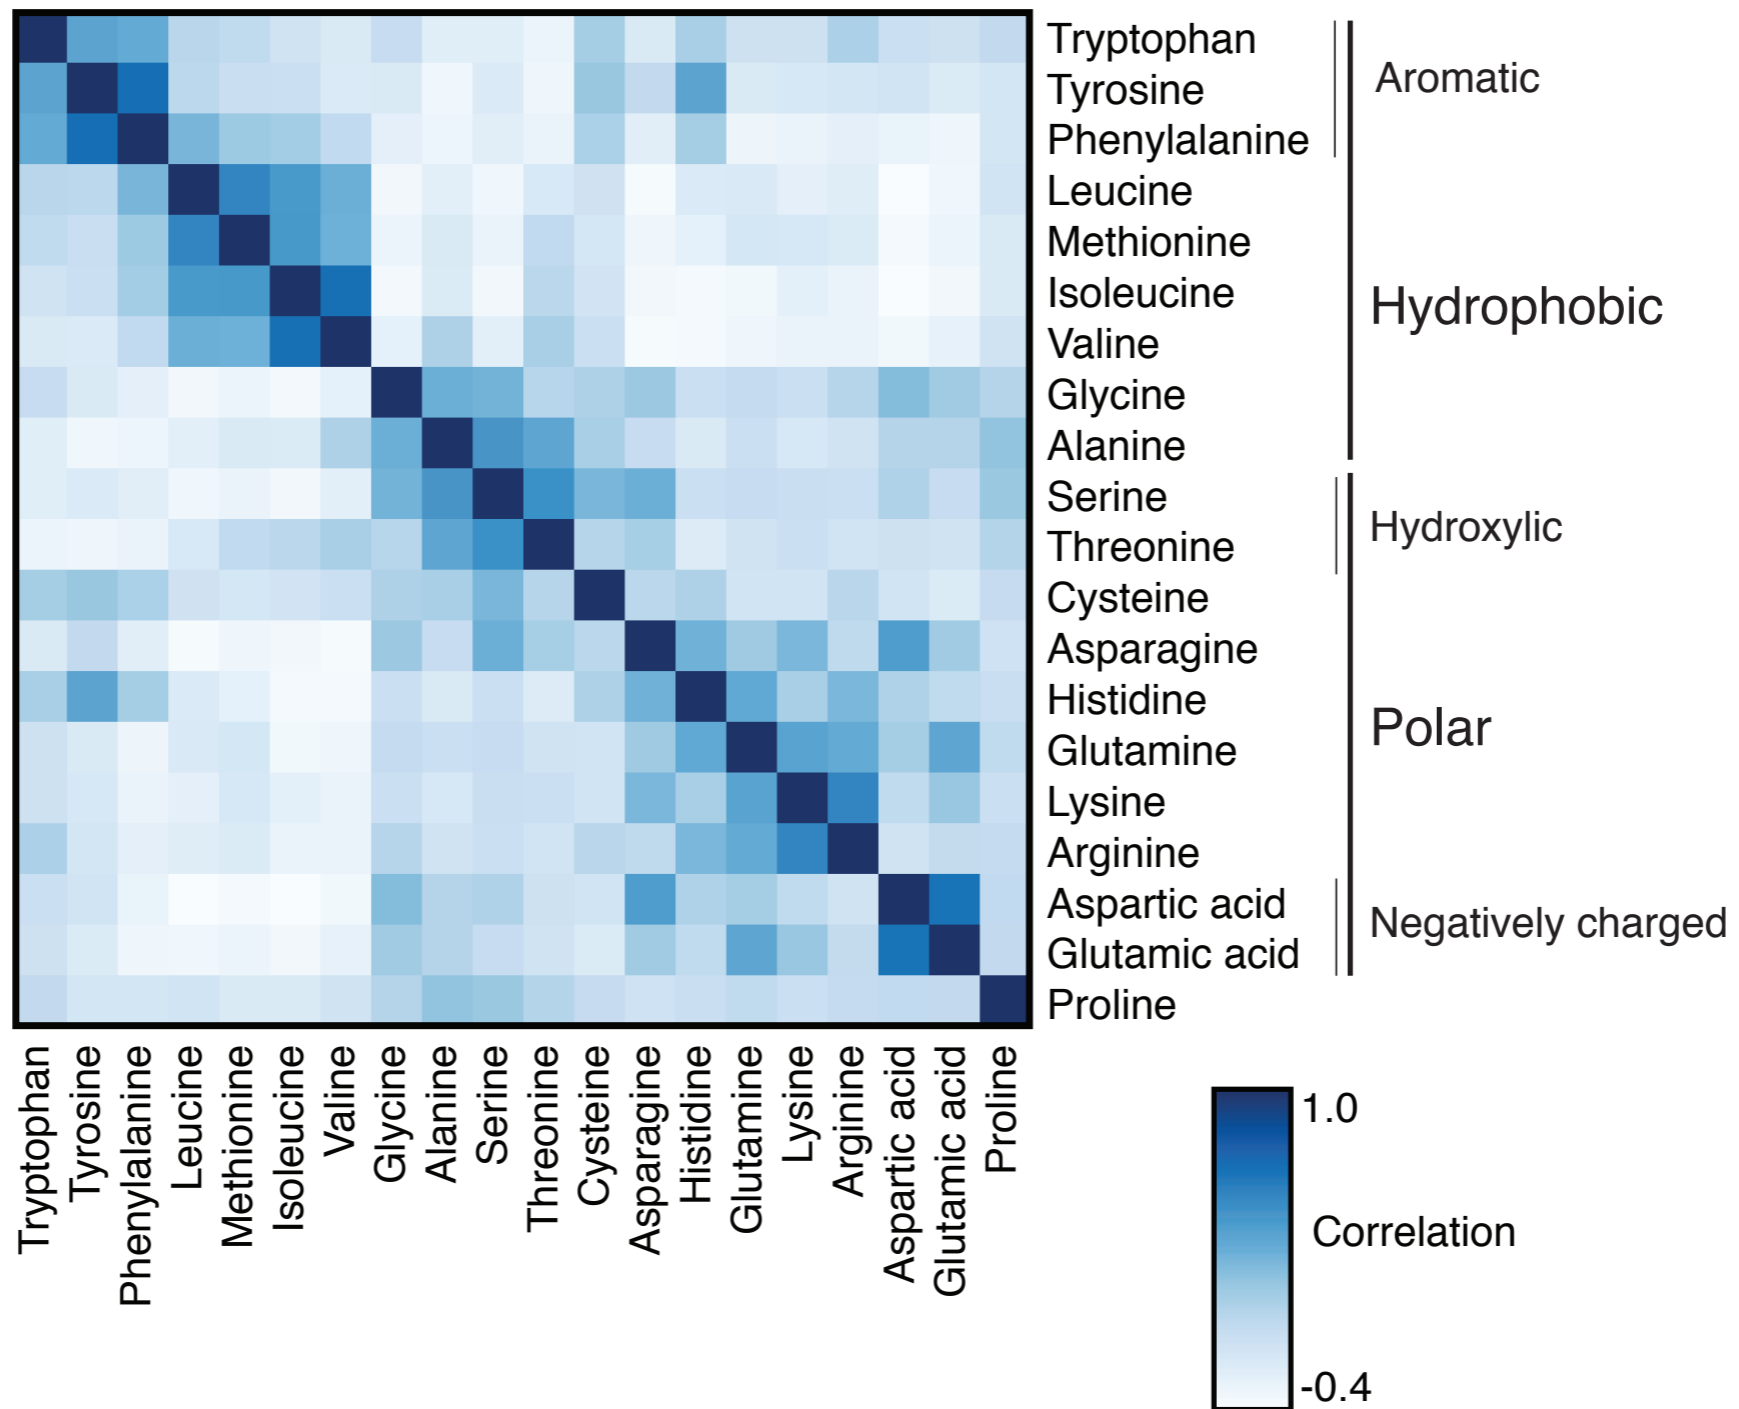 Tryptophan
Tyrosine
Phenylalanine
Leucine
Methionine
Isoleucine
Valine
Glycine
Alanine
Serine
Threonine
Cysteine
Asparagine
Histidine
Glutamine
Lysine
Arginine
Aspartic acid
Glutamic acid
Proline
Aromatic
Hydrophobic
Hydroxylic
Polar
Negatively charged
Tryptophan
Tyrosine
Phenylalanine
Leucine
Methionine
Isoleucine
Valine
Glycine
Alanine
Serine
Threonine
Cysteine
Asparagine
Histidine
Glutamine
Lysine
Arginine
Aspartic acid
Glutamic acid
Proline
1.0
Correlation
-0.4